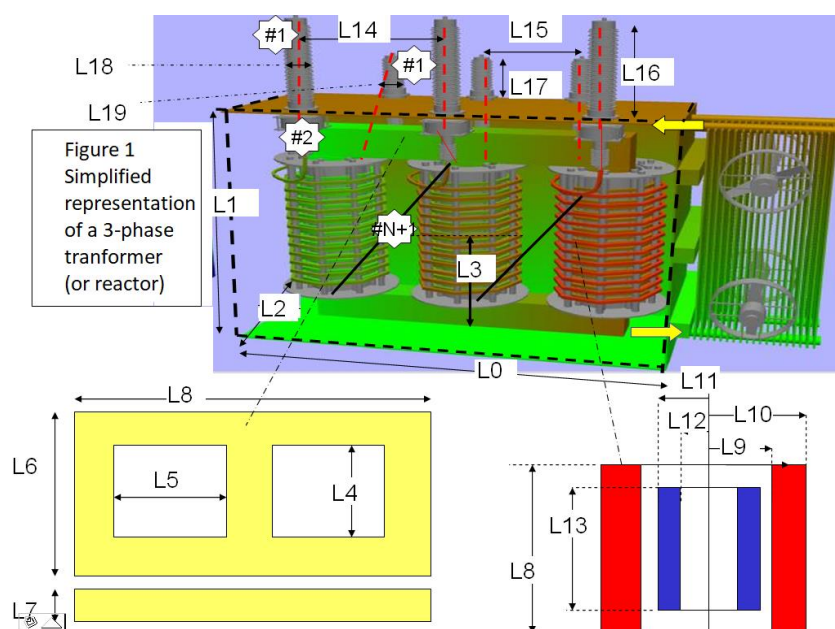 #1
L14
L15
L18
#1
L17
L16
L19
#2
Figure 1
Simplified
representation
of a 3-phase
tranformer
(or reactor)
L1
#N+1
L3
L2
L0
L11
L8
L10
L12
L9
L6
L5
L4
L13
L8
L7